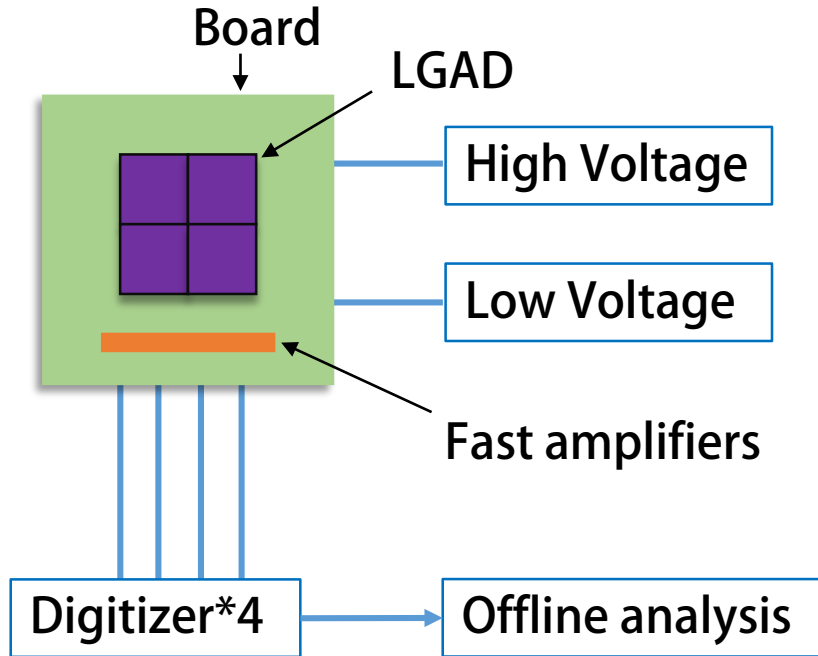 Board
LGAD
High Voltage
Low Voltage
Fast amplifiers
Digitizer*4
Offline analysis